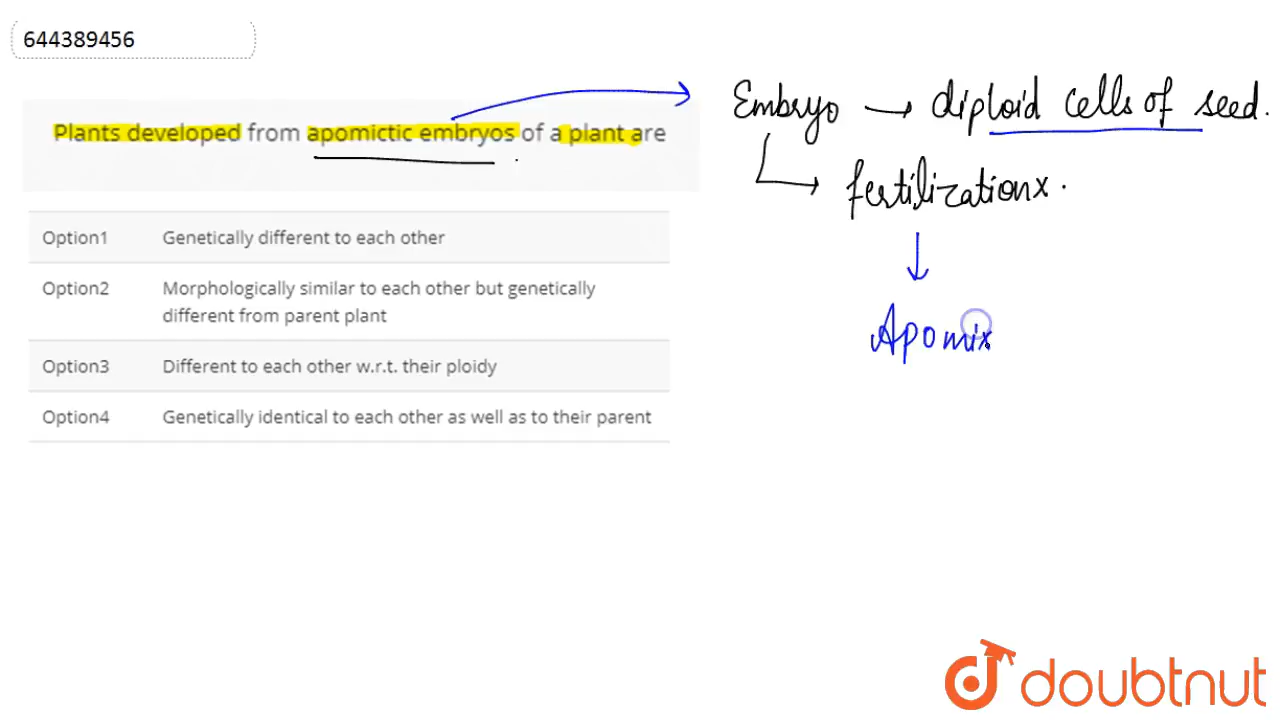 644389456
Plants developed from apomictic embryos of a plant are
Option1 Genetically different to each other
Option2 Morphologically similar to each other but genetically
different from parent plant
Option3 Different to each other w.r.t. their ploidy
Option4 Genetically identical to each other as well as to their parent
Embryo → diploid cells of seed.
fertilization x.
Apomix
doubtnut